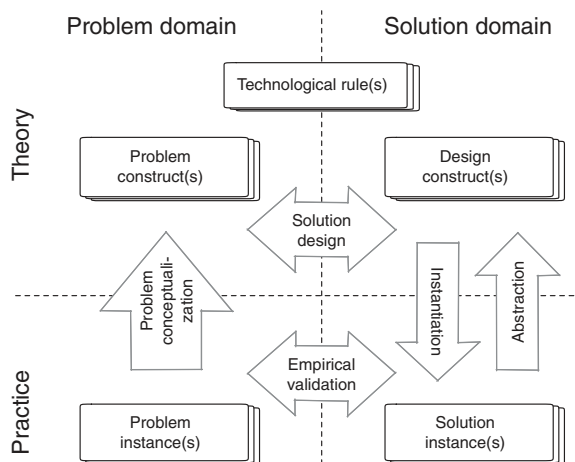 Problem domain
Solution domain
Technological rule(s)
Theory
Problem
construct(s)
Design
construct(s)
Solution
design
Problem
conceptuali-
zation
Instantiation
Abstraction
Empirical
validation
Practice
Problem
instance(s)
Solution
instance(s)